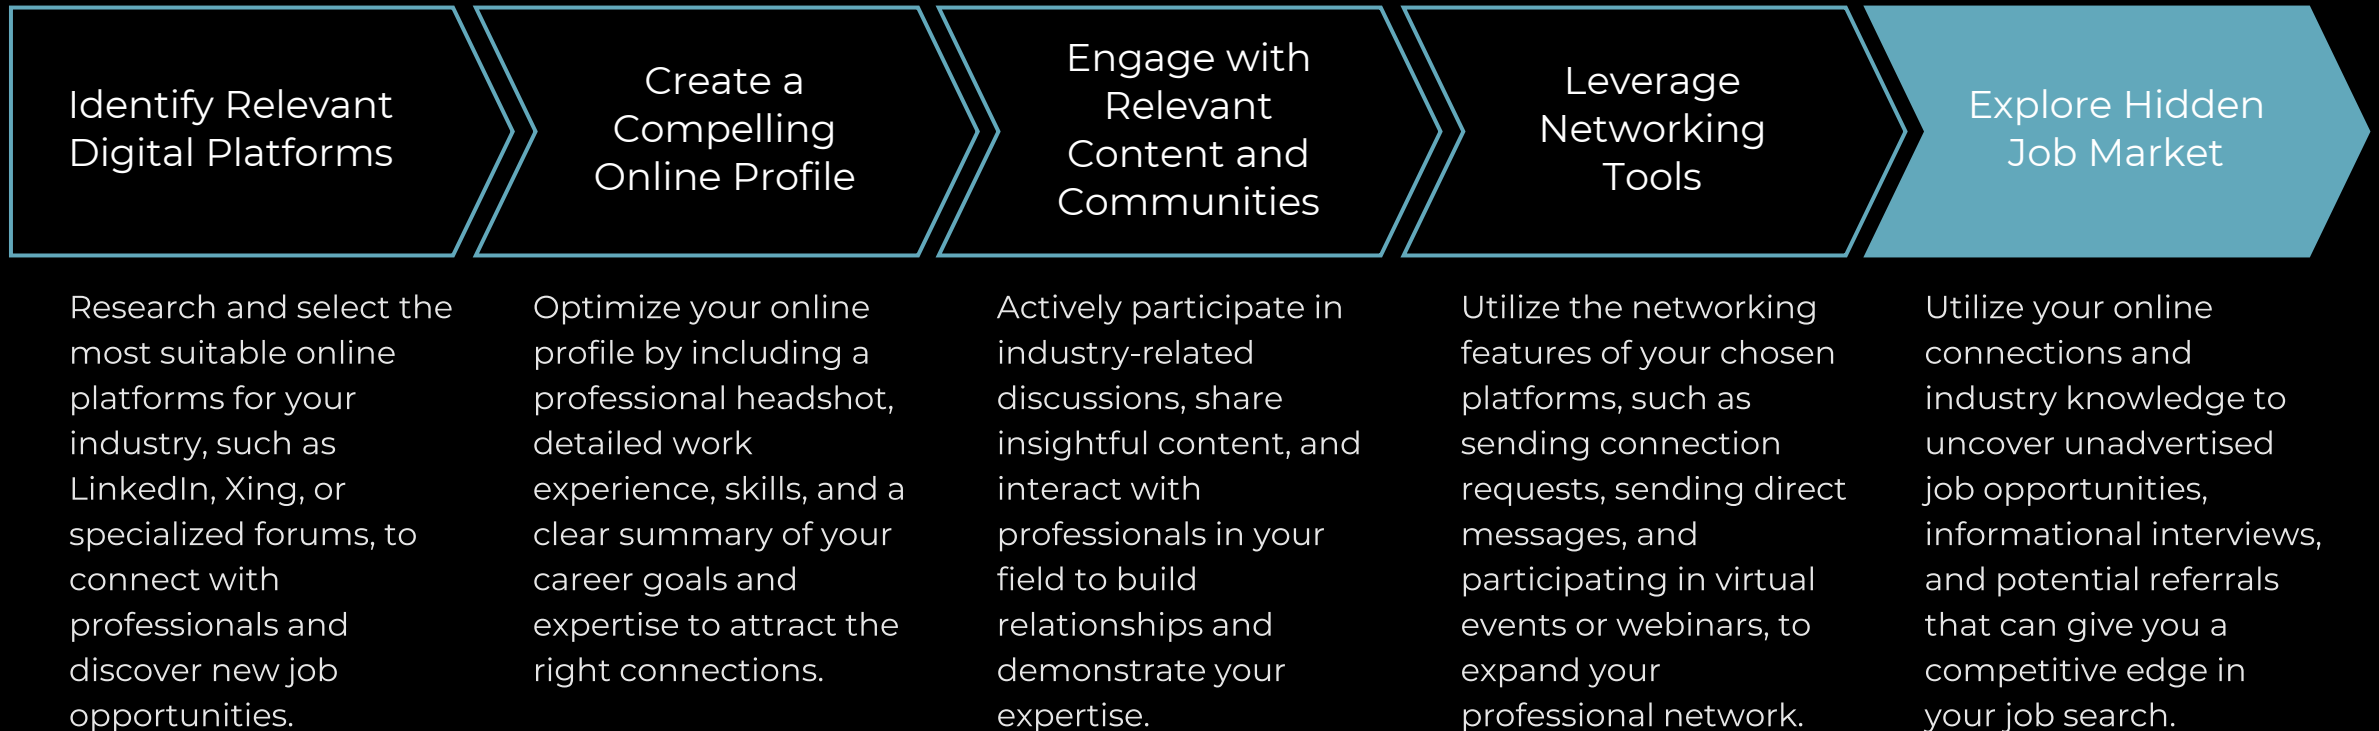 Identify Relevant
Digital Platforms
Create a
Compelling
Online Profile
Engage with
Relevant
Content and
Communities
Leverage
Networking
Tools
Explore Hidden
Job Market
Research and select the
most suitable online
platforms for your
industry, such as
LinkedIn, Xing, or
specialized forums, to
connect with
professionals and
discover new job
opportunities.
Optimize your online
profile by including a
professional headshot,
detailed work
experience, skills, and a
clear summary of your
career goals and
expertise to attract the
right connections.
Actively participate in
industry-related
discussions, share
insightful content, and
interact with
professionals in your
field to build
relationships and
demonstrate your
expertise.
Utilize the networking
features of your chosen
platforms, such as
sending connection
requests, sending direct
messages, and
participating in virtual
events or webinars, to
expand your
professional network.
Utilize your online
connections and
industry knowledge to
uncover unadvertised
job opportunities,
informational interviews,
and potential referrals
that can give you a
competitive edge in
your job search.